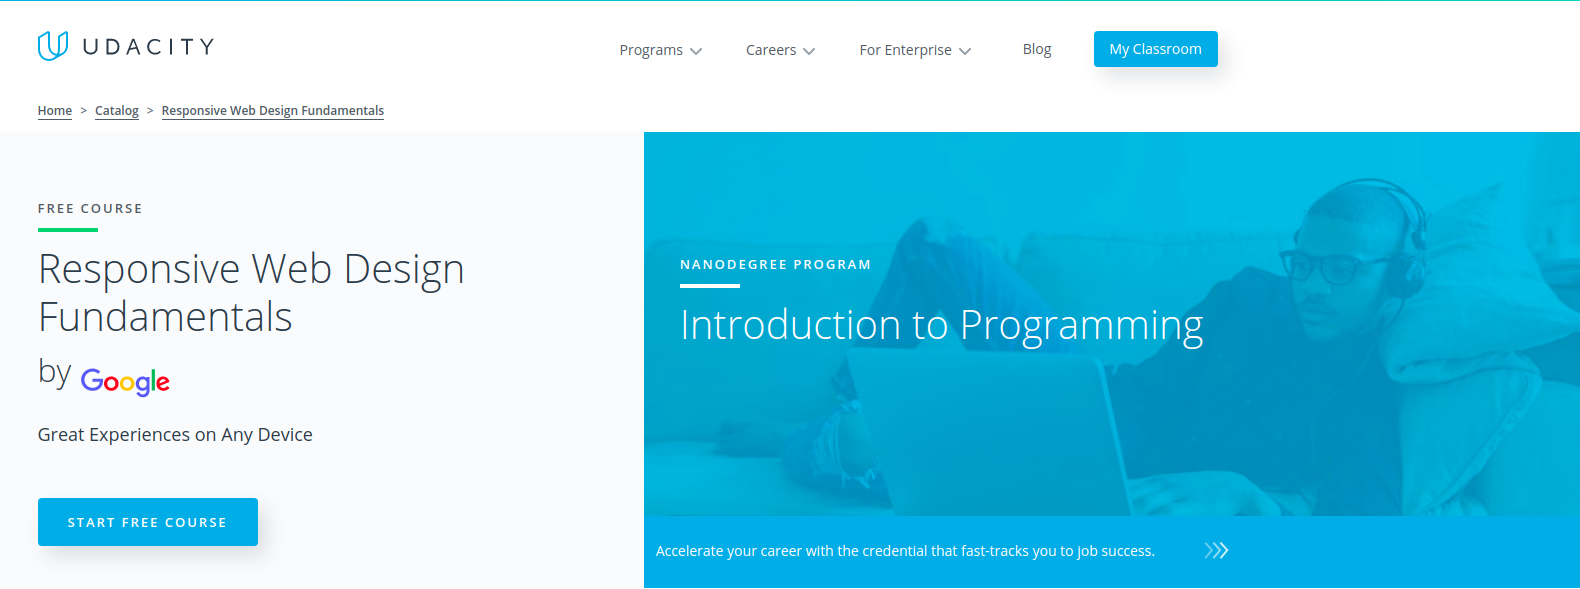 UDACITY
Programs
Careers
For Enterprise
Blog
My Classroom
Home > Catalog > Responsive Web Design Fundamentals
FREE COURSE
Responsive Web Design
Fundamentals
by Google
Great Experiences on Any Device
START FREE COURSE
NANODEGREE PROGRAM
Introduction to Programming
Accelerate your career with the credential that fast-tracks you to job success.